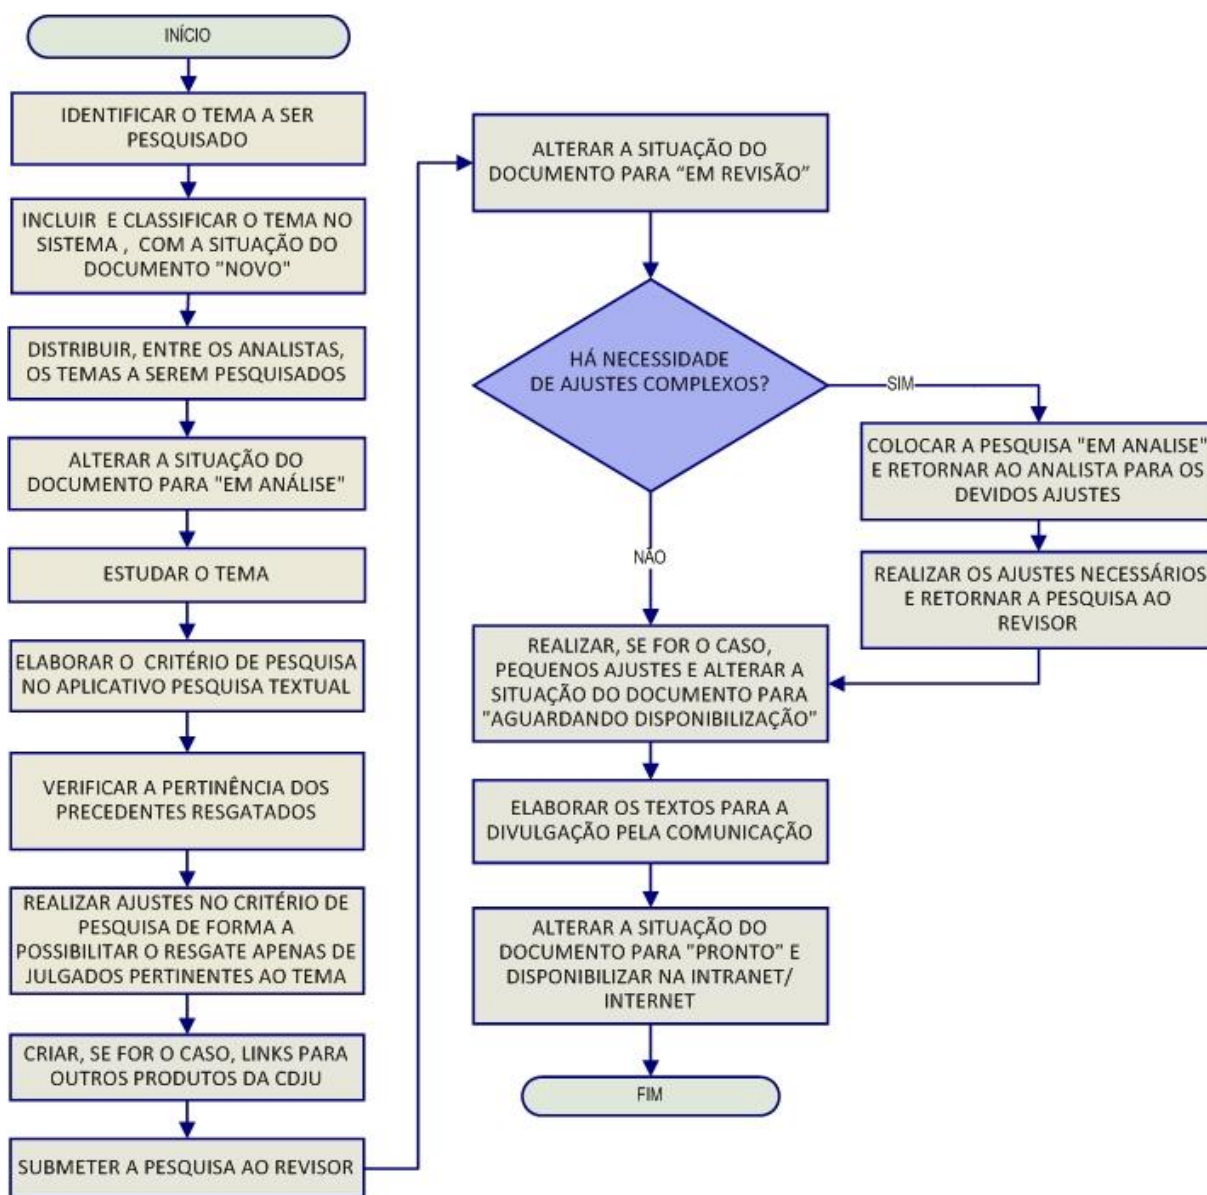 INÍCIO
IDENTIFICAR O TEMA A SER
PESQUISADO
INCLUIR E CLASSIFICAR O TEMA NO
SISTEMA , COM A SITUAÇÃO DO
DOCUMENTO "NOVO"
DISTRIBUIR, ENTRE OS ANALISTAS,
OS TEMAS A SEREM PESQUISADOS
ALTERAR A SITUAÇÃO DO
DOCUMENTO PARA "EM ANÁLISE"
ESTUDAR O TEMA
ELABORAR O CRITÉRIO DE PESQUISA
NO APLICATIVO PESQUISA TEXTUAL
VERIFICAR A PERTINÊNCIA DOS
PRECEDENTES RESGATADOS
REALIZAR AJUSTES NO CRITÉRIO DE
PESQUISA DE FORMA A
POSSIBILITAR O RESGATE APENAS DE
JULGADOS PERTINENTES AO TEMA
CRIAR, SE FOR O CASO, LINKS PARA
OUTROS PRODUTOS DA CDJU
SUBMETER A PESQUISA AO REVISOR
ALTERAR A SITUAÇÃO DO
DOCUMENTO PARA “EM REVISÃO”
HÁ NECESSIDADE
DE AJUSTES COMPLEXOS?
SIM
COLOCAR A PESQUISA "EM ANALISE"
E RETORNAR AO ANALISTA PARA OS
DEVIDOS AJUSTES
REALIZAR OS AJUSTES NECESSÁRIOS
E RETORNAR A PESQUISA AO
REVISOR
NÃO
REALIZAR, SE FOR O CASO,
PEQUENOS AJUSTES E ALTERAR A
SITUAÇÃO DO DOCUMENTO PARA
"AGUARDANDO DISPONIBILIZAÇÃO"
ELABORAR OS TEXTOS PARA A
DIVULGAÇÃO PELA COMUNICAÇÃO
ALTERAR A SITUAÇÃO DO
DOCUMENTO PARA "PRONTO" E
DISPONIBILIZAR NA INTRANET/
INTERNET
FIM